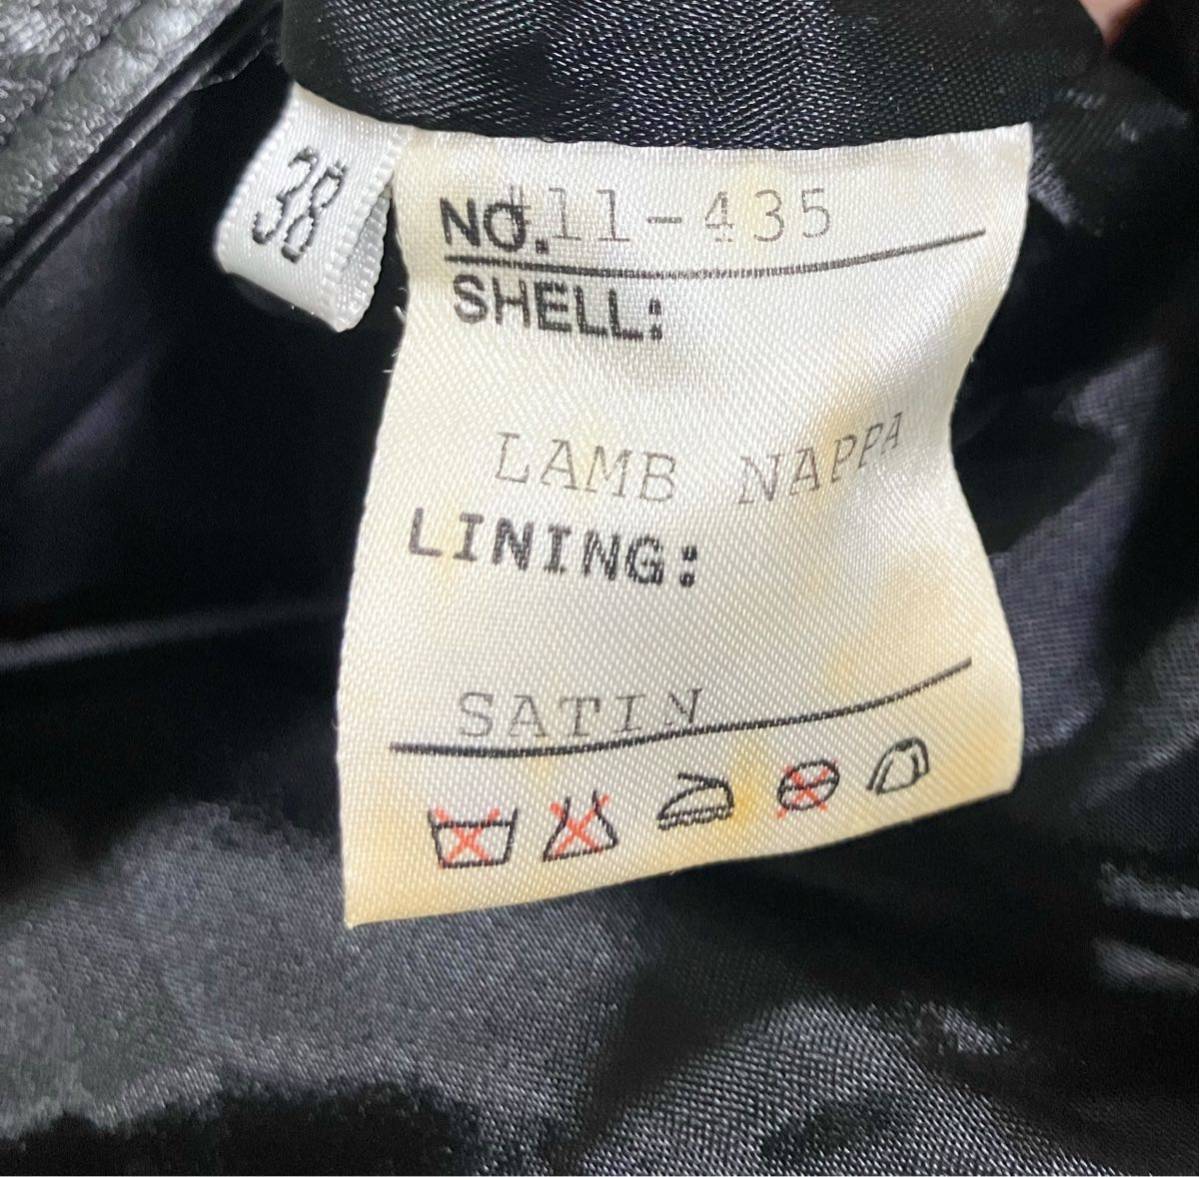 38
NO.#11-435
SHELL:
LAMB NAPPA
LINING:
SATIN